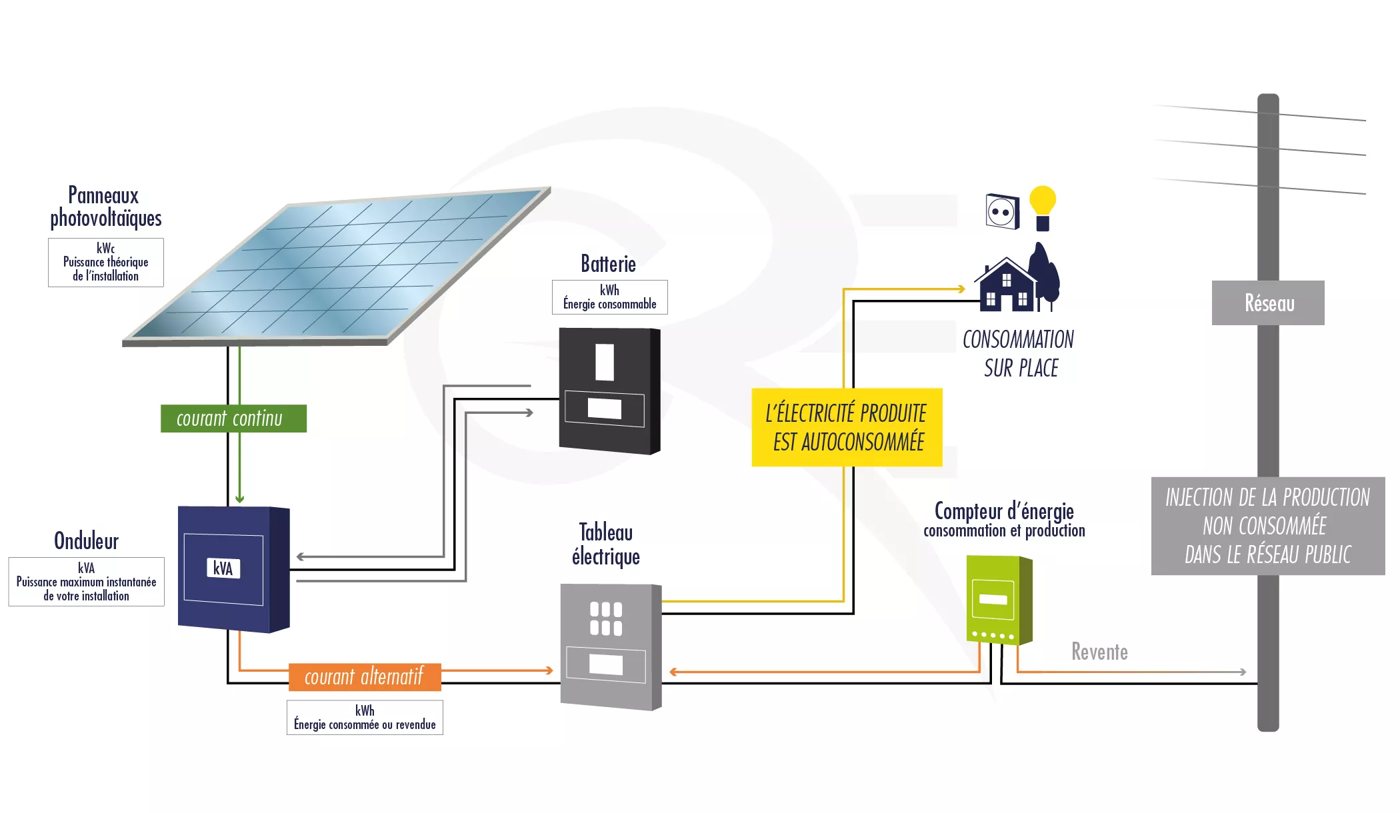 Panneaux
photovoltaïques
kWc
Puissance théorique
de l'installation
Batterie
kWh
Énergie consommable
CONSOMMATION
SUR PLACE
Réseau
courant continu
L'ÉLECTRICITÉ PRODUITE
EST AUTOCONSOMMÉE
Onduleur
kVA
Puissance maximum instantanée
de votre installation
kVA
Tableau
électrique
Compteur d'énergie
consommation et production
INJECTION DE LA PRODUCTION
NON CONSOMMÉE
DANS LE RÉSEAU PUBLIC
Revente
courant alternatif
kWh
Énergie consommée ou revendue